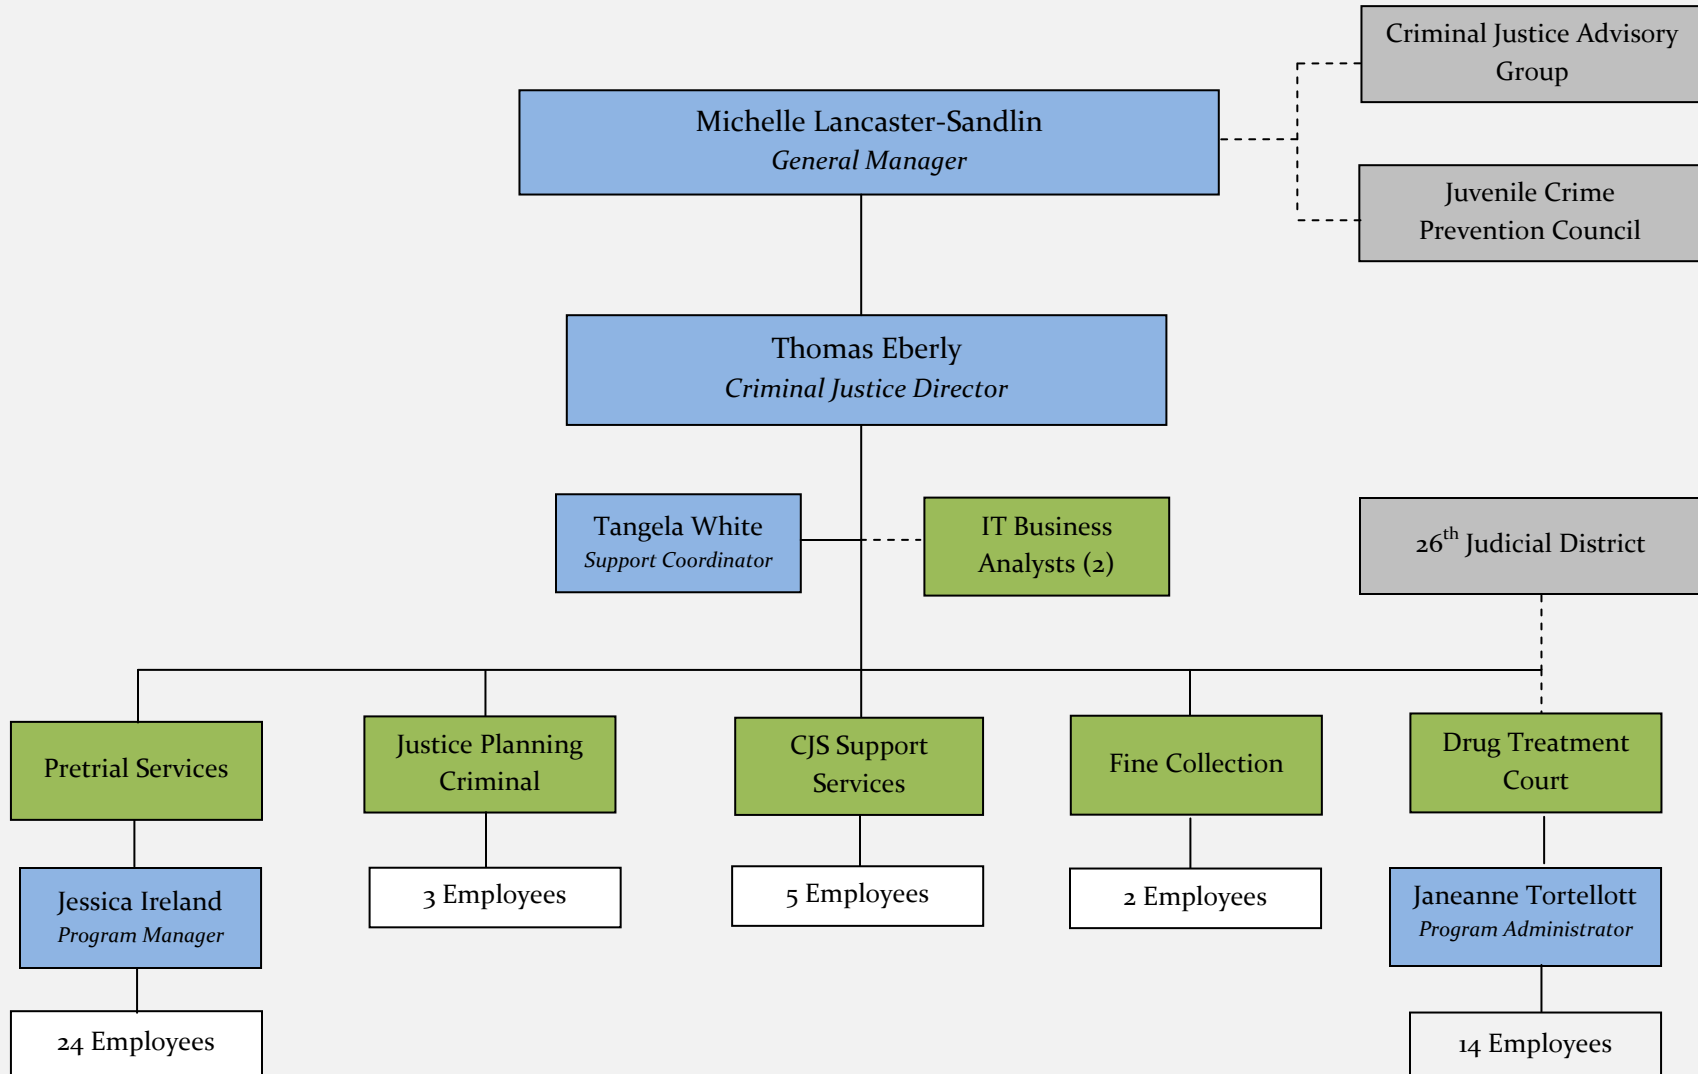 Criminal Justice Advisory
Group
Michelle Lancaster-Sandlin
General Manager
Juvenile Crime
Prevention Council
Thomas Eberly
Criminal Justice Director
Tangela White
Support Coordinator
IT Business
Analysts (2)
26th Judicial District
Pretrial Services
Justice Planning
Criminal
CJS Support
Services
Fine Collection
Drug Treatment
Court
Jessica Ireland
Program Manager
3 Employees
5 Employees
2 Employees
Janeanne Tortellott
Program Administrator
24 Employees
14 Employees